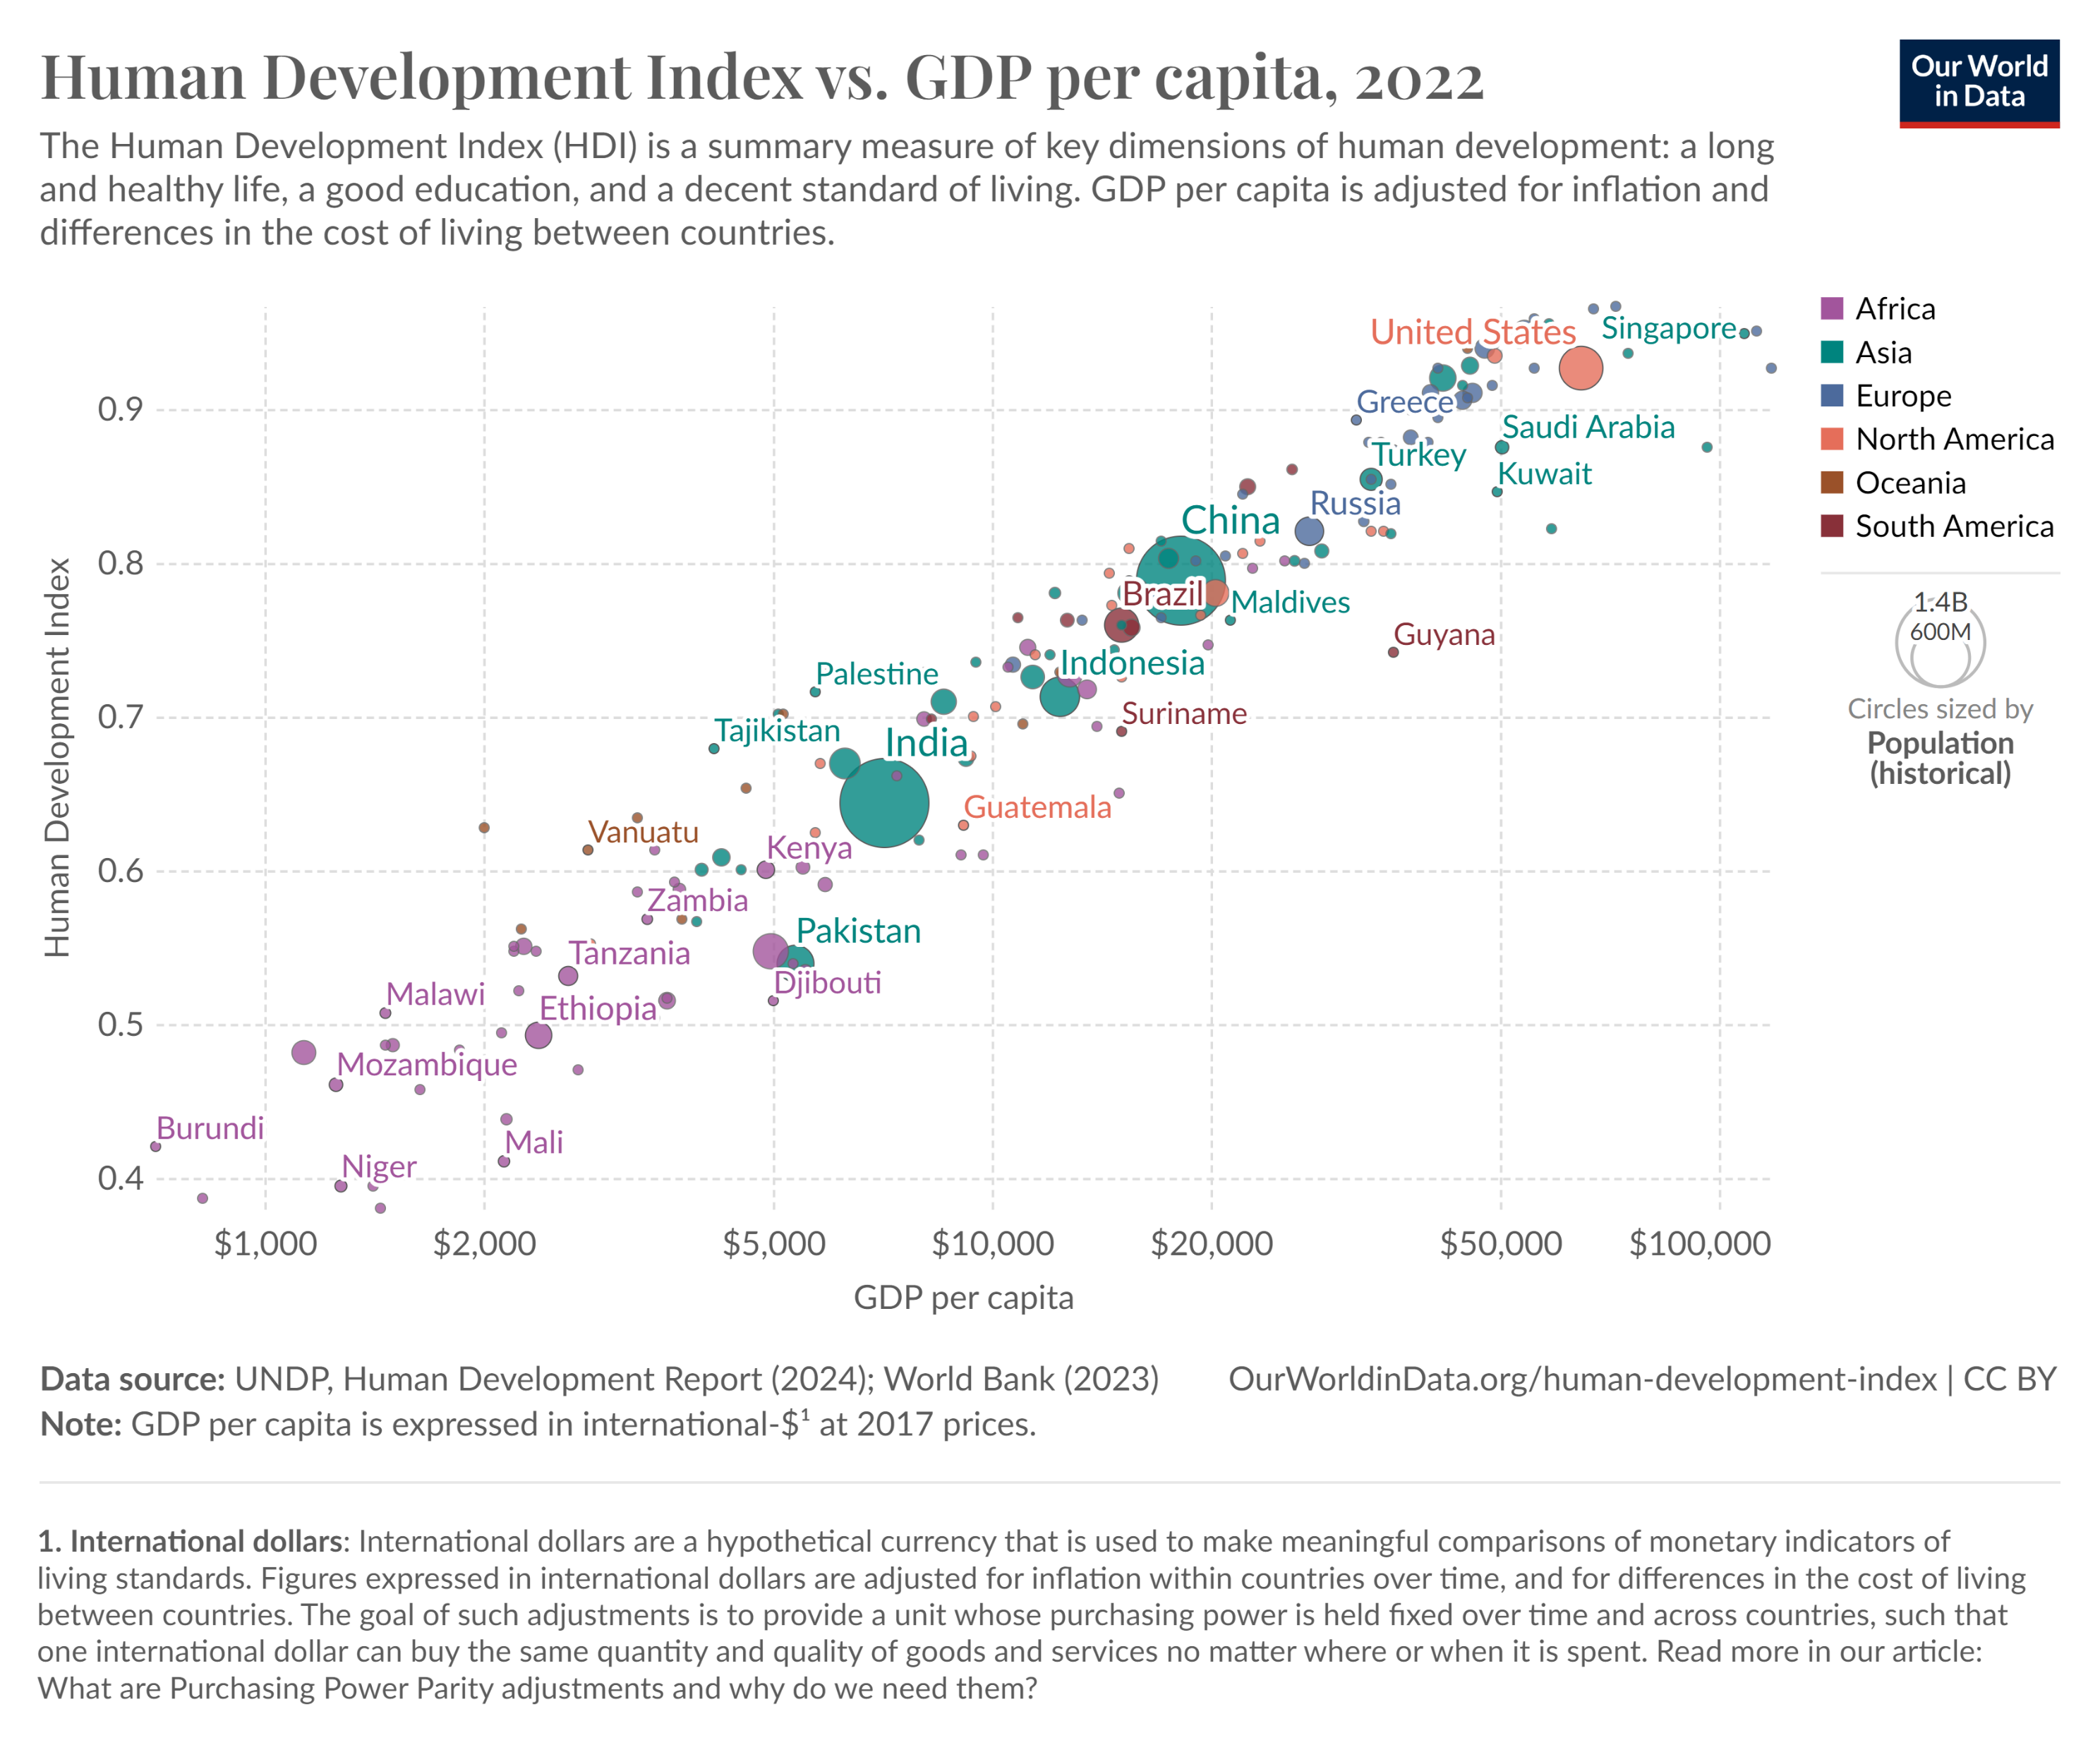 Human Development Index vs. GDP per capita, 2022
Our World
in Data
The Human Development Index (HDI) is a summary measure of key dimensions of human development: a long
and healthy life, a good education, and a decent standard of living. GDP per capita is adjusted for inflation and
differences in the cost of living between countries.
Africa
Asia
Europe
North America
Oceania
South America
1.4B
600M
Circles sized by
Population
(historical)
Human Development Index
0.9
0.8
0.7
0.6
0.5
0.4
United States
Singapore
Greece
Saudi Arabia
Turkey
Kuwait
Russia
China
Brazil
Maldives
Guyana
Indonesia
Palestine
Suriname
Tajikistan
India
Guatemala
Vanuatu
Kenya
Zambia
Pakistan
Tanzania
Djibouti
Malawi
Ethiopia
Mozambique
Burundi
Mali
Niger
$1,000
$2,000
$5,000
$10,000
$20,000
$50,000
$100,000
GDP per capita
Data source: UNDP, Human Development Report (2024); World Bank (2023)
OurWorldinData.org/human-development-index | CC BY
Note: GDP per capita is expressed in international-$¹ at 2017 prices.
1. International dollars: International dollars are a hypothetical currency that is used to make meaningful comparisons of monetary indicators of
living standards. Figures expressed in international dollars are adjusted for inflation within countries over time, and for differences in the cost of living
between countries. The goal of such adjustments is to provide a unit whose purchasing power is held fixed over time and across countries, such that
one international dollar can buy the same quantity and quality of goods and services no matter where or when it is spent. Read more in our article:
What are Purchasing Power Parity adjustments and why do we need them?